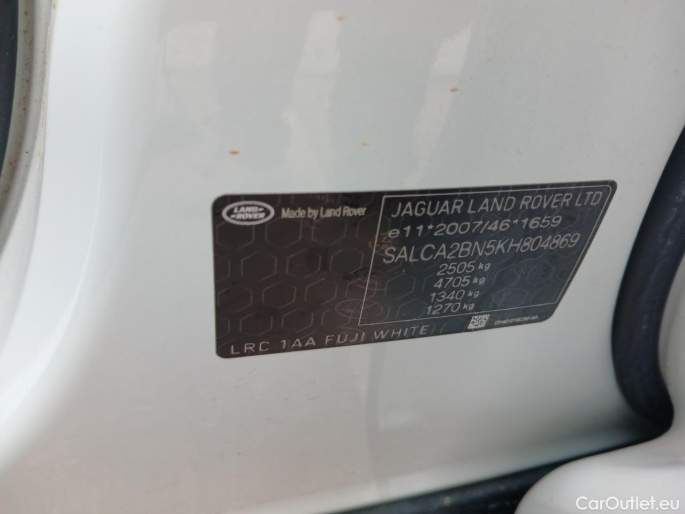 LAND ROVER
Made by Land Rover
JAGUAR LAND ROVER LTD
e11*2007/46*1659
SALCA2BN5KH804869
2505 kg
4705 kg
1340 kg
1270 kg
LRC 1AA FUJI WHITE
CarOutlet.eu